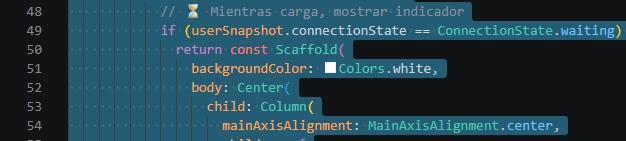 48 // ⏳ Mientras carga, mostrar indicador
49 if (userSnapshot.connectionState == ConnectionState.waiting)
50 return const Scaffold(
51 backgroundColor: Colors.white,
52 body: Center(
53 child: Column(
54 mainAxisAlignment: MainAxisAlignment.center,